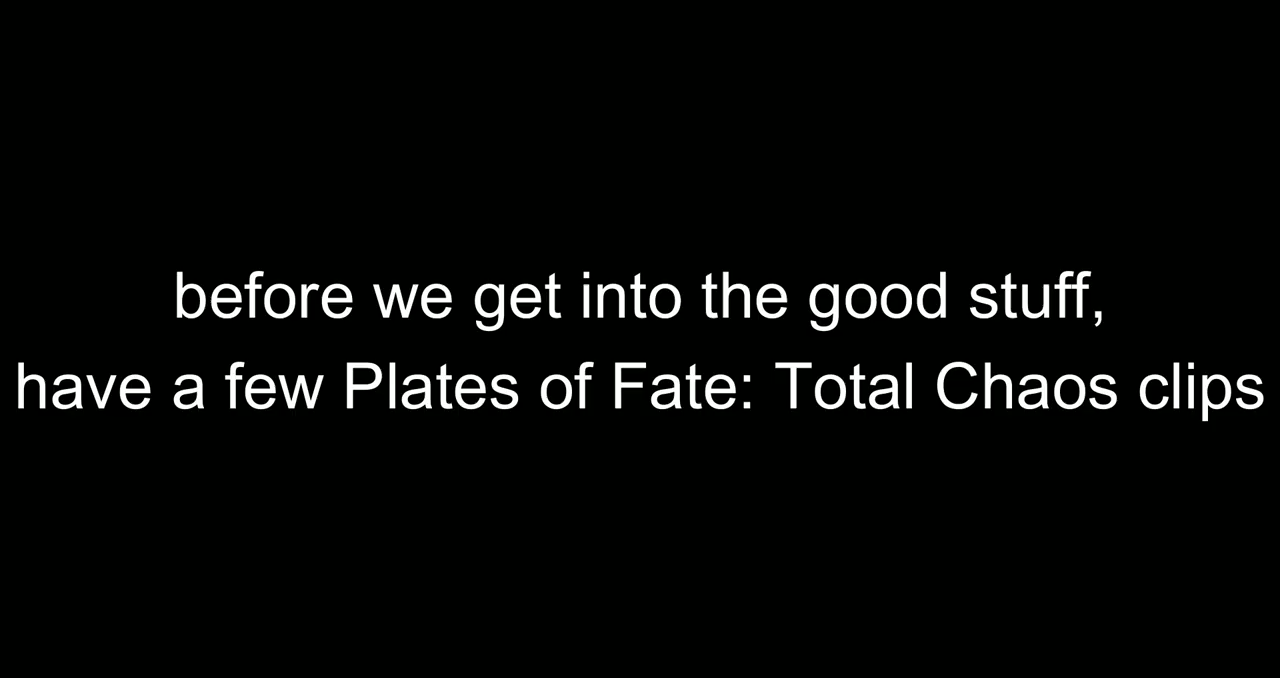 before we get into the good stuff,
have a few Plates of Fate: Total Chaos clips